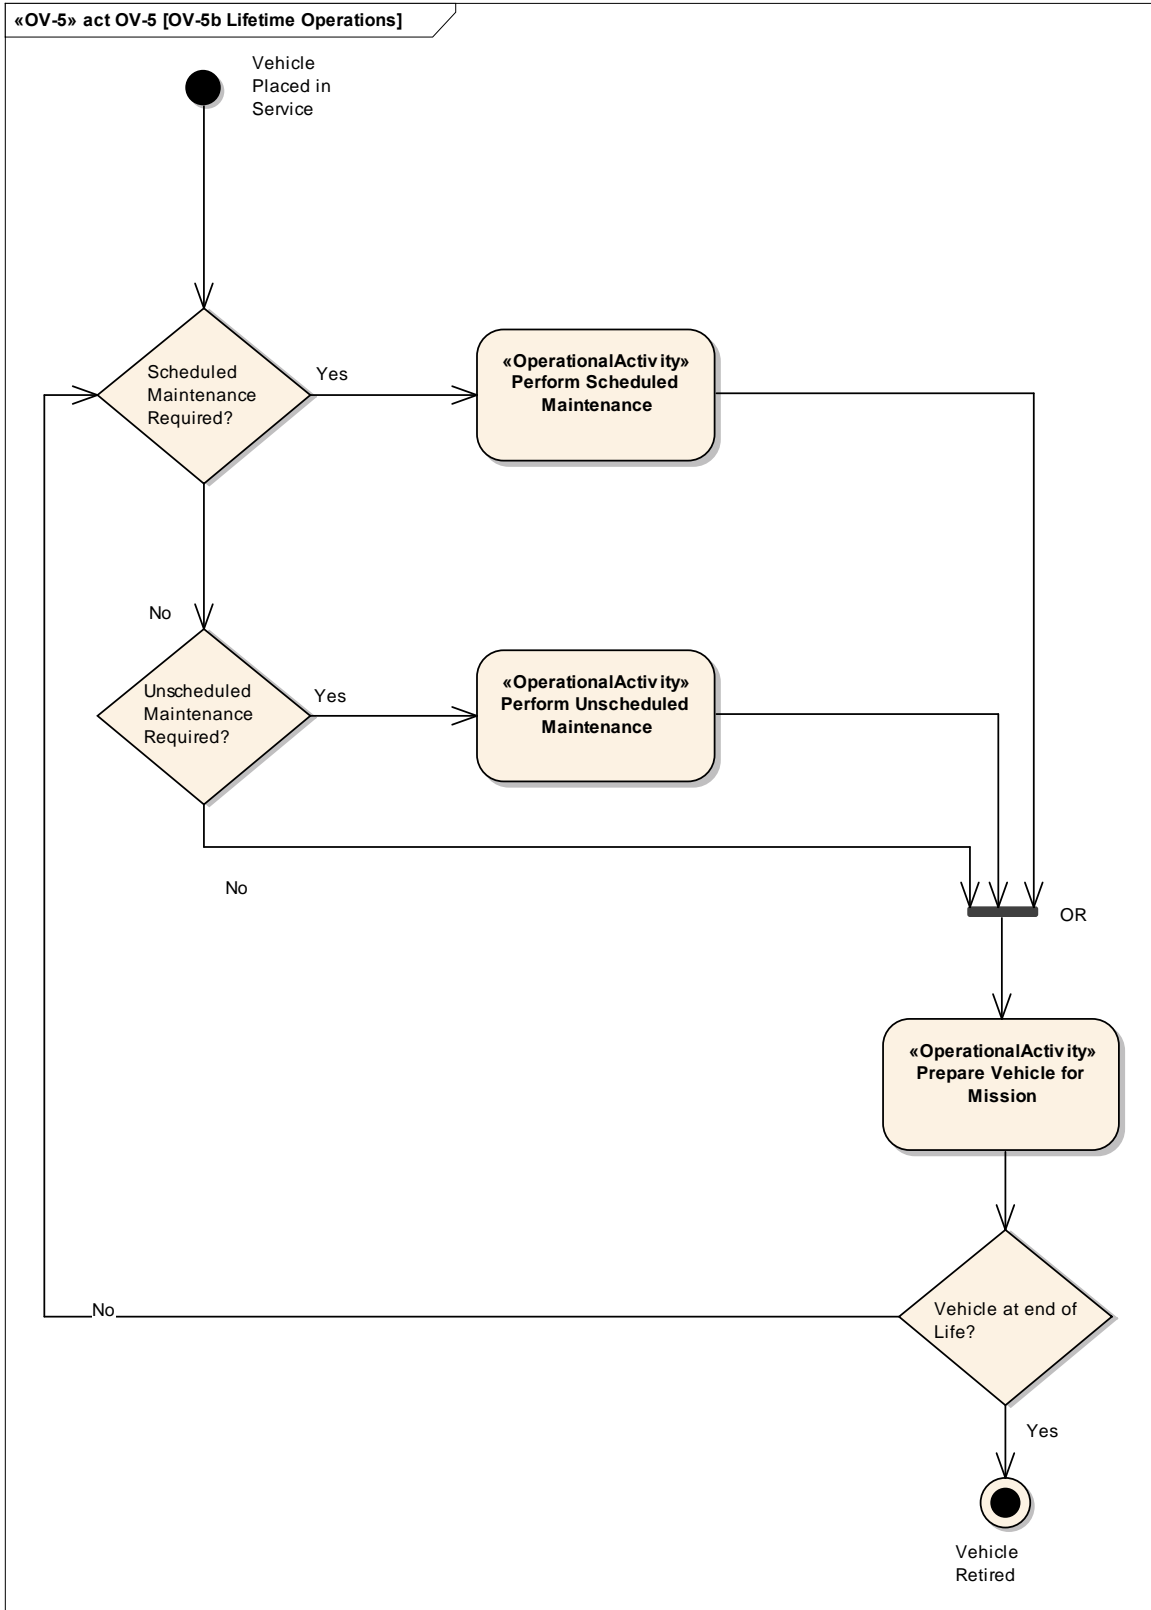 «OV-5» act OV-5 [OV-5b Lifetime Operations]
Vehicle
Placed in
Service
Scheduled
Maintenance
Required?
Yes
«OperationalActivity»
Perform Scheduled
Maintenance
No
Unscheduled
Maintenance
Required?
Yes
«OperationalActivity»
Perform Unscheduled
Maintenance
No
OR
«OperationalActivity»
Prepare Vehicle for
Mission
No
Vehicle at end of
Life?
Yes
Vehicle
Retired